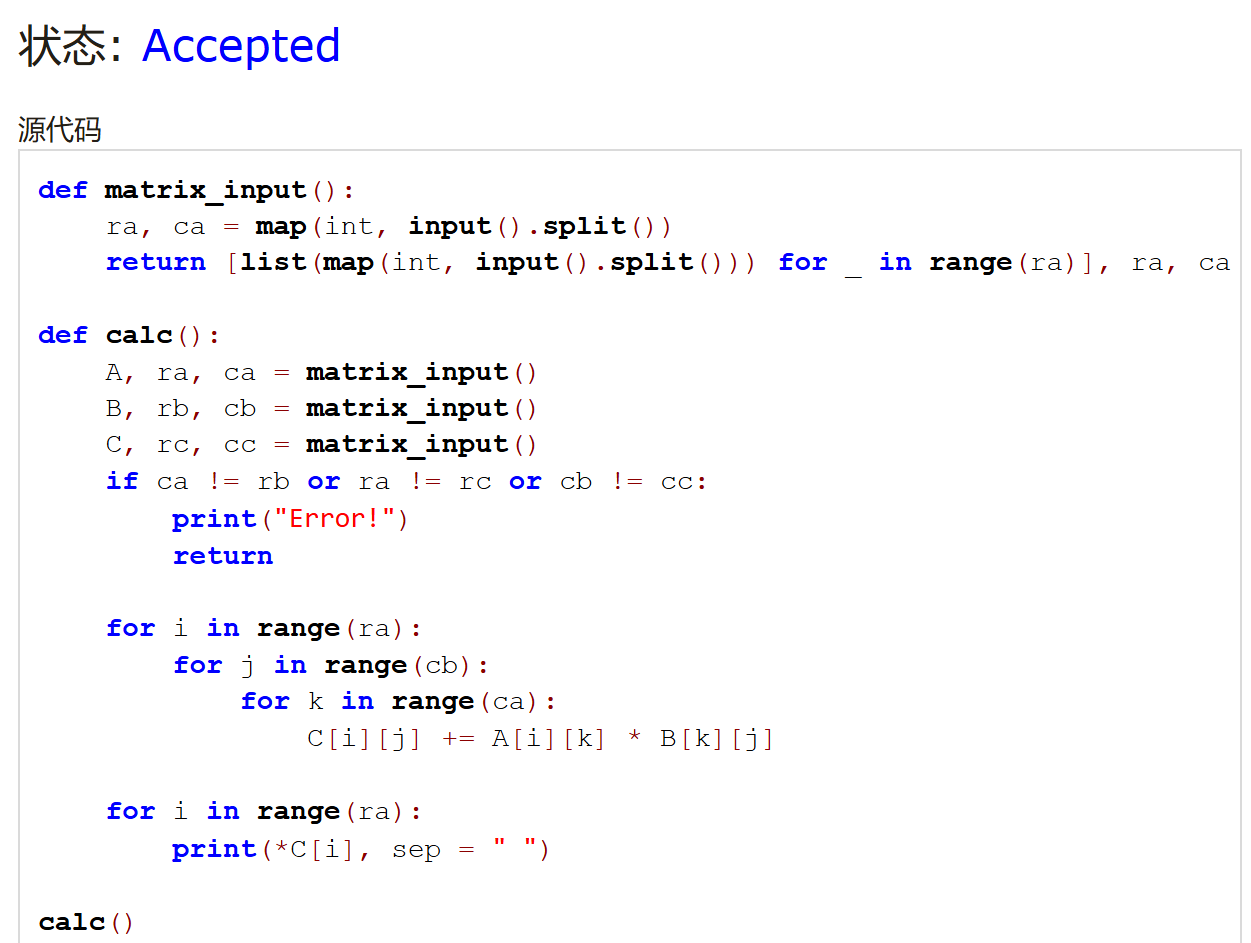 状态: Accepted
源代码
def matrix_input():
    ra, ca = map(int, input().split())
    return [list(map(int, input().split())) for _ in range(ra)], ra, ca
def calc():
    A, ra, ca = matrix_input()
    B, rb, cb = matrix_input()
    C, rc, cc = matrix_input()
    if ca != rb or ra != rc or cb != cc:
        print("Error!")
        return
    for i in range(ra):
        for j in range(cb):
            for k in range(ca):
                C[i][j] += A[i][k] * B[k][j]
    for i in range(ra):
        print(*C[i], sep = " ")
calc()